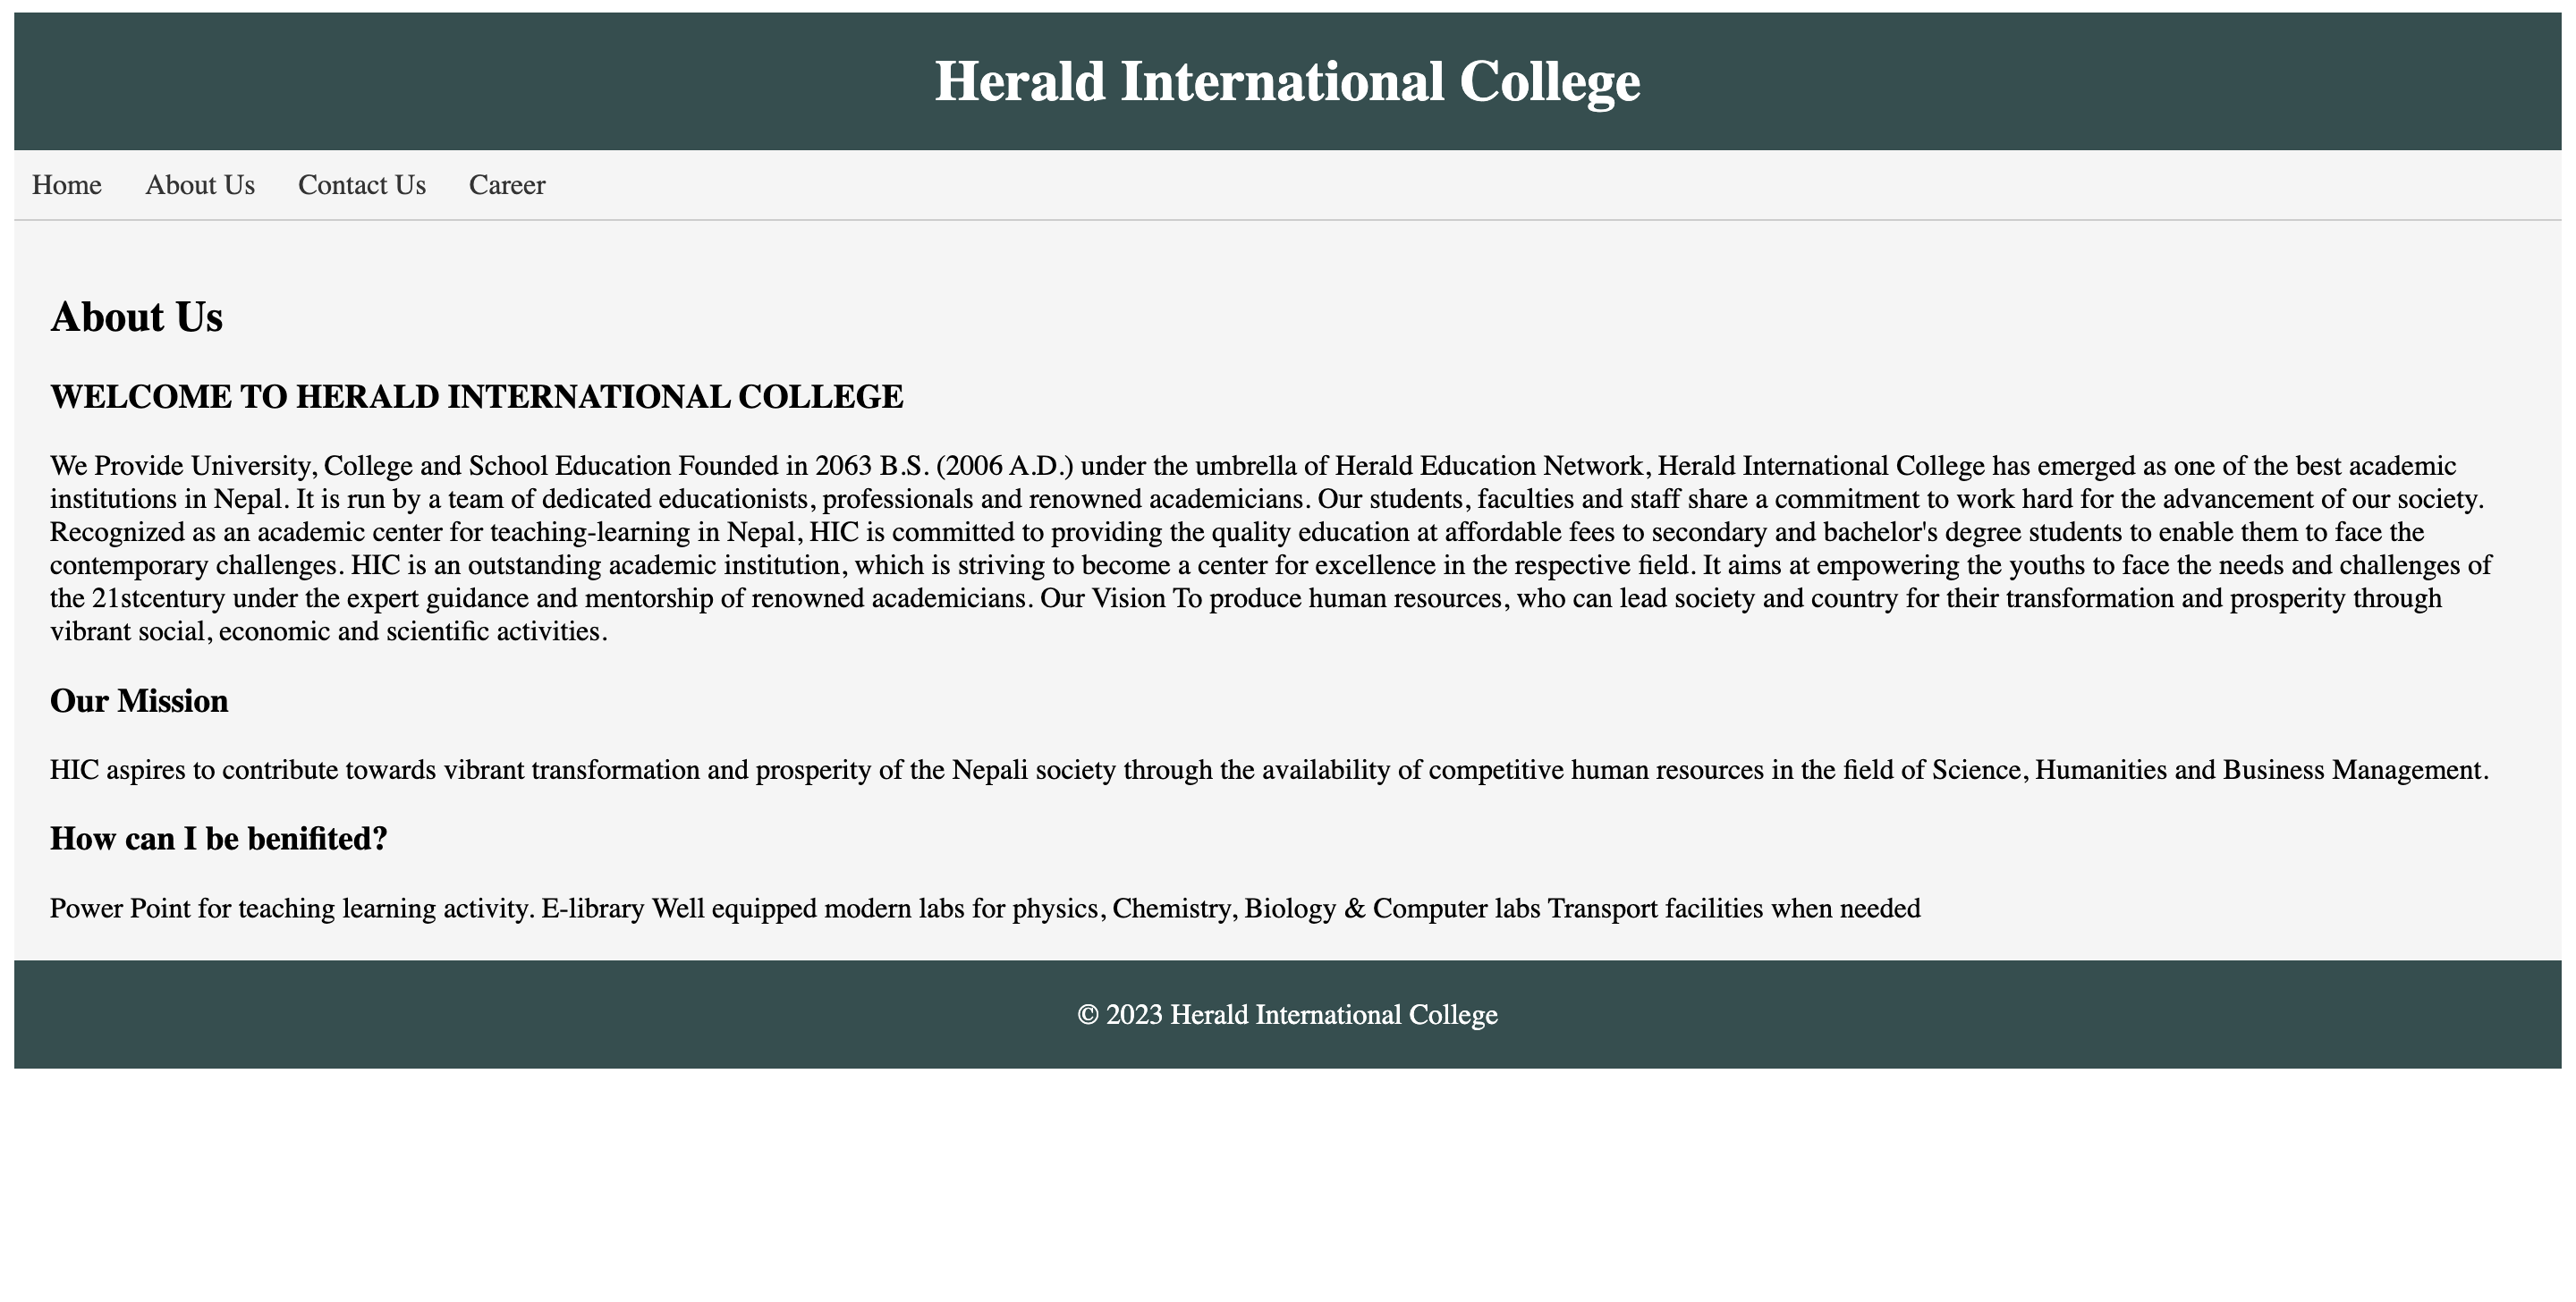 Herald International College
Home About Us Contact Us Career
About Us
WELCOME TO HERALD INTERNATIONAL COLLEGE
We Provide University, College and School Education Founded in 2063 B.S. (2006 A.D.) under the umbrella of Herald Education Network, Herald International College has emerged as one of the best academic
institutions in Nepal. It is run by a team of dedicated educationists, professionals and renowned academicians. Our students, faculties and staff share a commitment to work hard for the advancement of our society.
Recognized as an academic center for teaching-learning in Nepal, HIC is committed to providing the quality education at affordable fees to secondary and bachelor's degree students to enable them to face the
contemporary challenges. HIC is an outstanding academic institution, which is striving to become a center for excellence in the respective field. It aims at empowering the youths to face the needs and challenges of
the 21stcentury under the expert guidance and mentorship of renowned academicians. Our Vision To produce human resources, who can lead society and country for their transformation and prosperity through
vibrant social, economic and scientific activities.
Our Mission
HIC aspires to contribute towards vibrant transformation and prosperity of the Nepali society through the availability of competitive human resources in the field of Science, Humanities and Business Management.
How can I be benifited?
Power Point for teaching learning activity. E-library Well equipped modern labs for physics, Chemistry, Biology & Computer labs Transport facilities when needed
© 2023 Herald International College